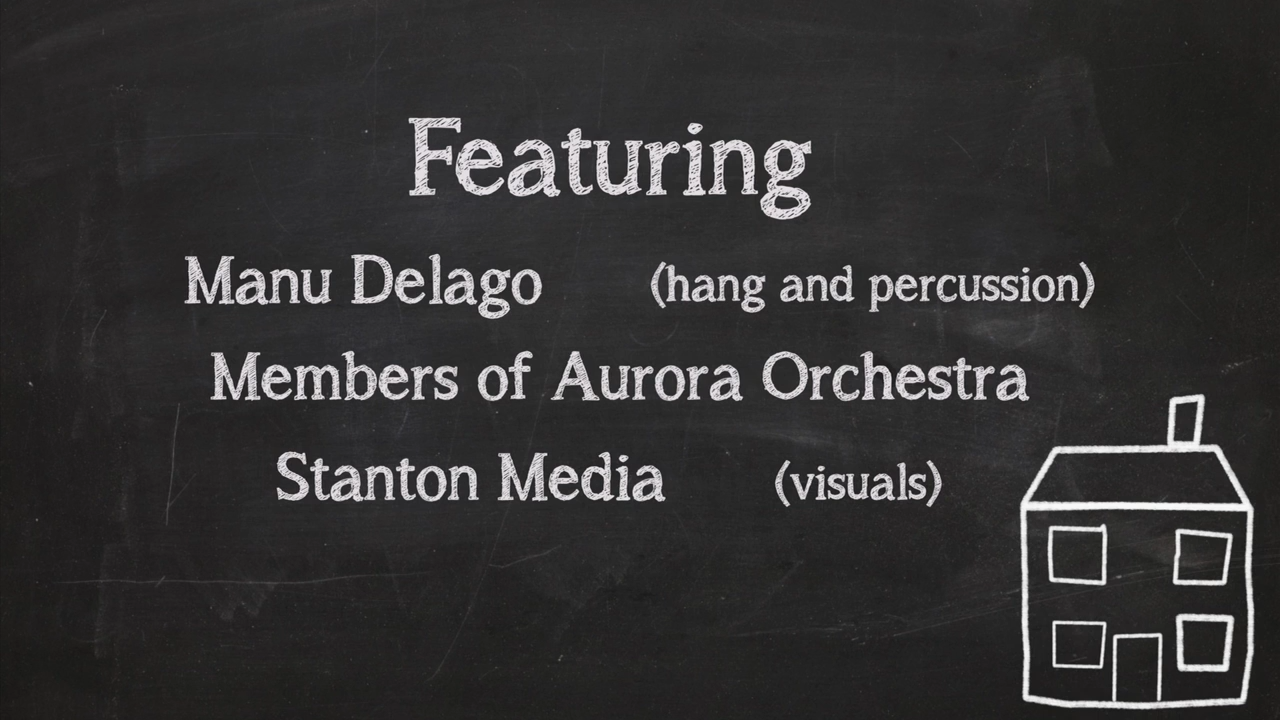 Featuring
Manu Delago (hang and percussion)
Members of Aurora Orchestra
Stanton Media (visuals)